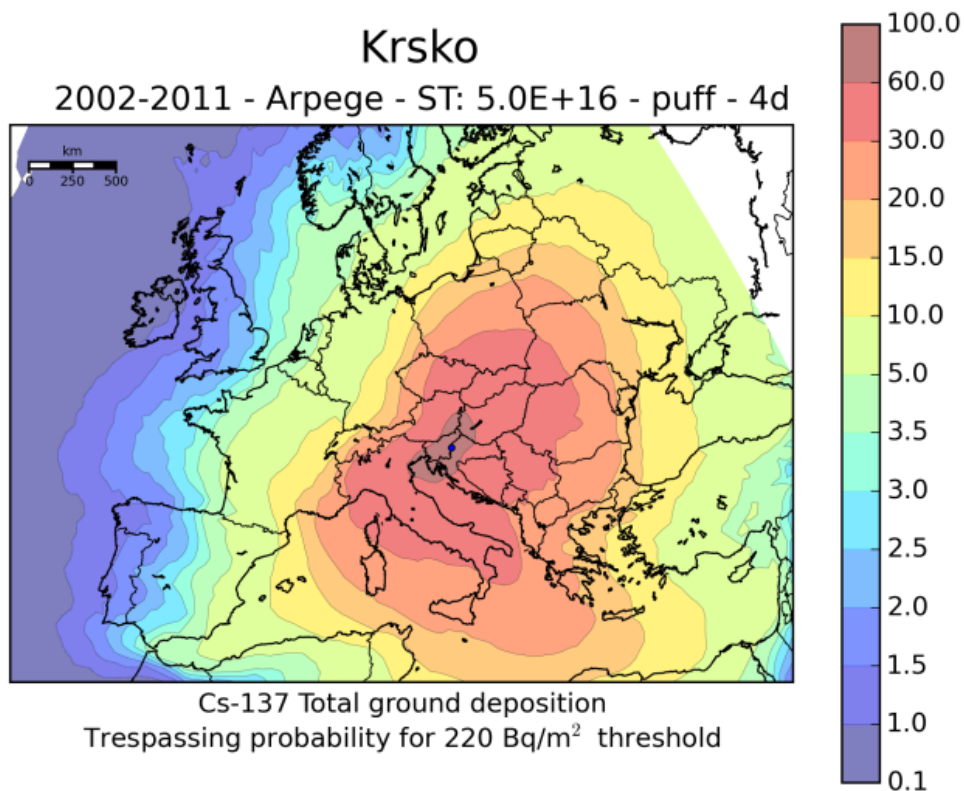 Krsko
2002-2011 - Arpege - ST: 5.0E+16 - puff - 4d
km
0 250 500
100.0
60.0
30.0
20.0
15.0
10.0
5.0
3.5
3.0
2.5
2.0
1.5
1.0
0.1
Cs-137 Total ground deposition
Trespassing probability for 220 Bq/m² threshold